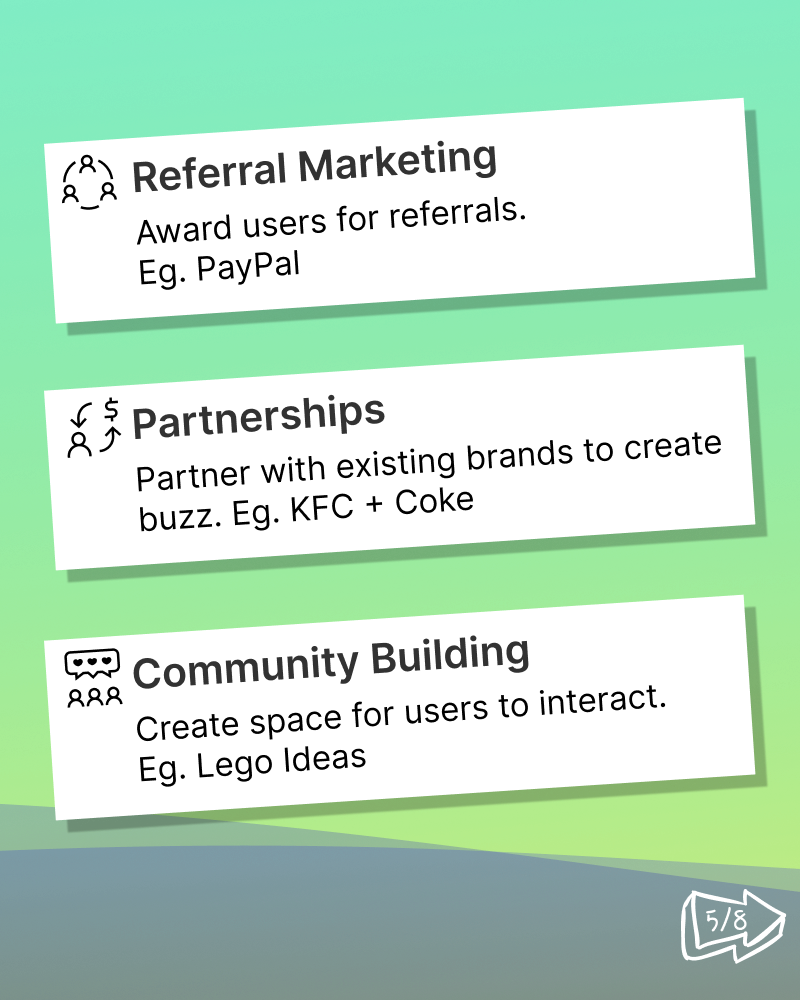 Referral Marketing
Award users for referrals.
Eg. PayPal
$
Partnerships
Partner with existing brands to create
buzz. Eg. KFC + Coke
Community Building
Create space for users to interact.
Eg. Lego Ideas
5/8